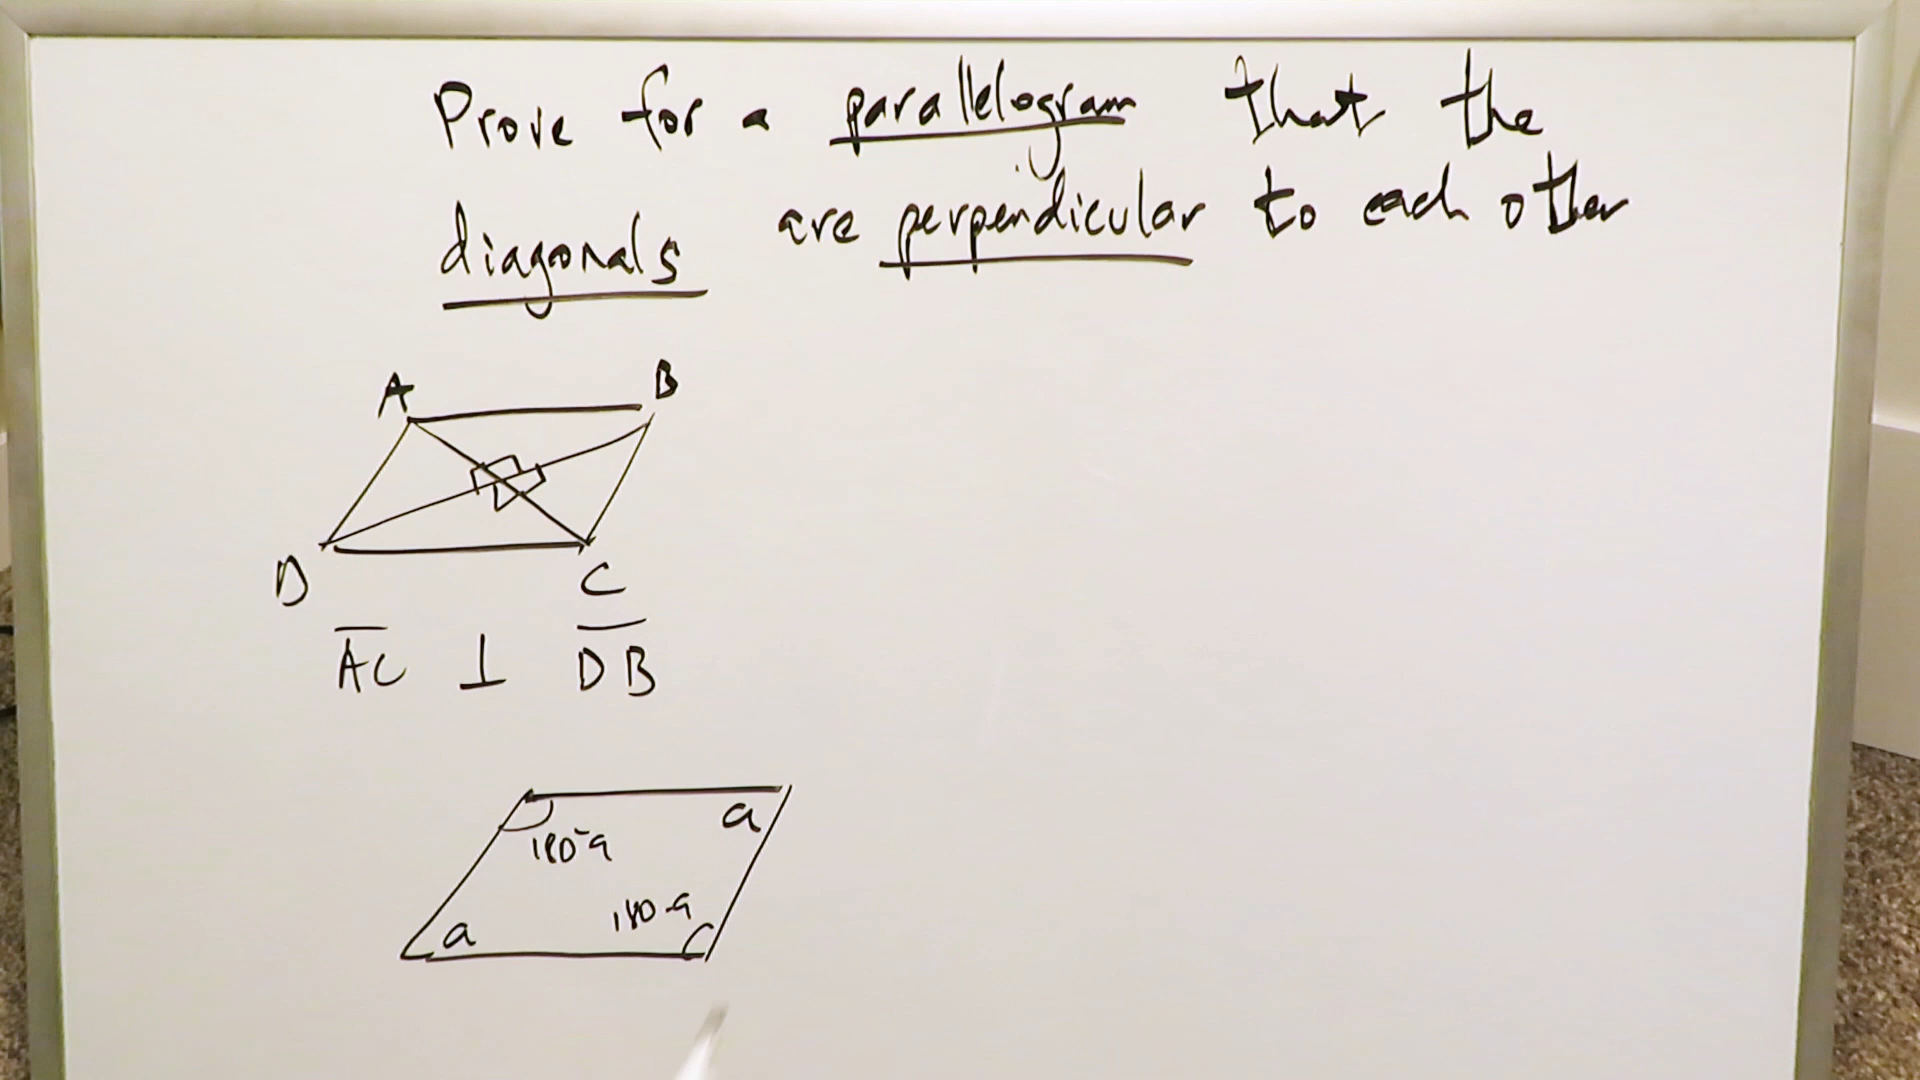 Prove for a parallelogram that the
diagonals are perpendicular to each other
A B
D C
AC ⊥ DB
180-a a
a 180-a